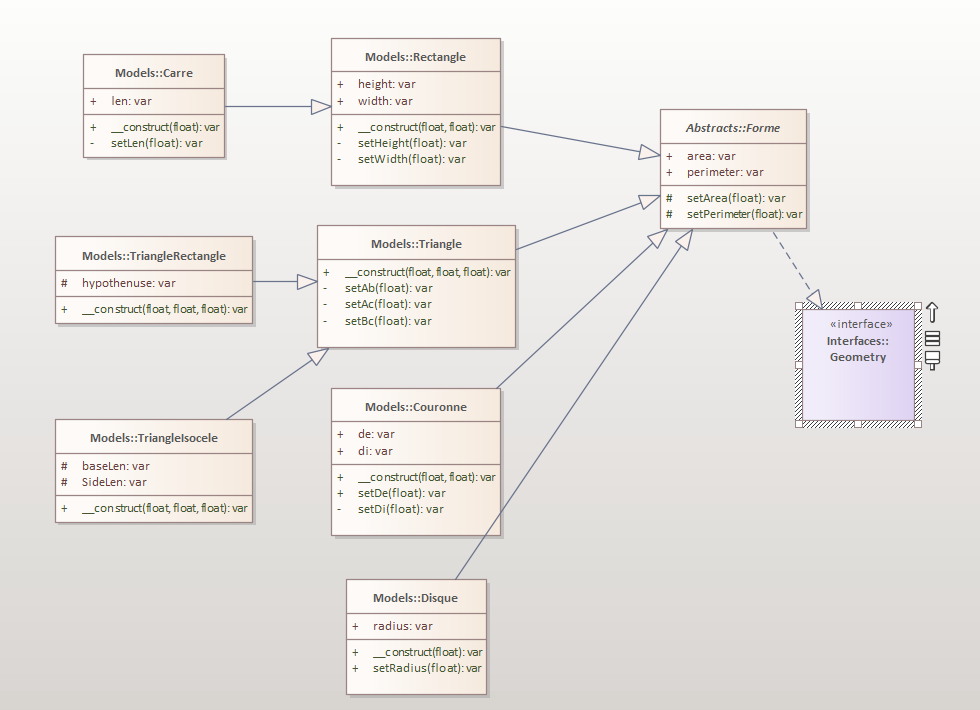 Models::Carre
+ len: var
+ __construct(float): var
- setLen(float): var
Models::Rectangle
+ height: var
+ width: var
+ __construct(float, float): var
- setHeight(float): var
- setWidth(float): var
Abstracts::Forme
+ area: var
+ perimeter: var
# setArea(float): var
# setPerimeter(float): var
Models::TriangleRectangle
# hypothenuse: var
+ __construct(float, float, float): var
Models::Triangle
+ __construct(float, float, float): var
- setAb(float): var
- setAc(float): var
- setBc(float): var
«interface»
Interfaces::
Geometry
Models::TriangleIsocele
# baseLen: var
# SideLen: var
+ __construct(float, float, float): var
Models::Couronne
+ de: var
+ di: var
+ __construct(float, float): var
+ setDe(float): var
- setDi(float): var
Models::Disque
+ radius: var
+ __construct(float): var
+ setRadius(float): var